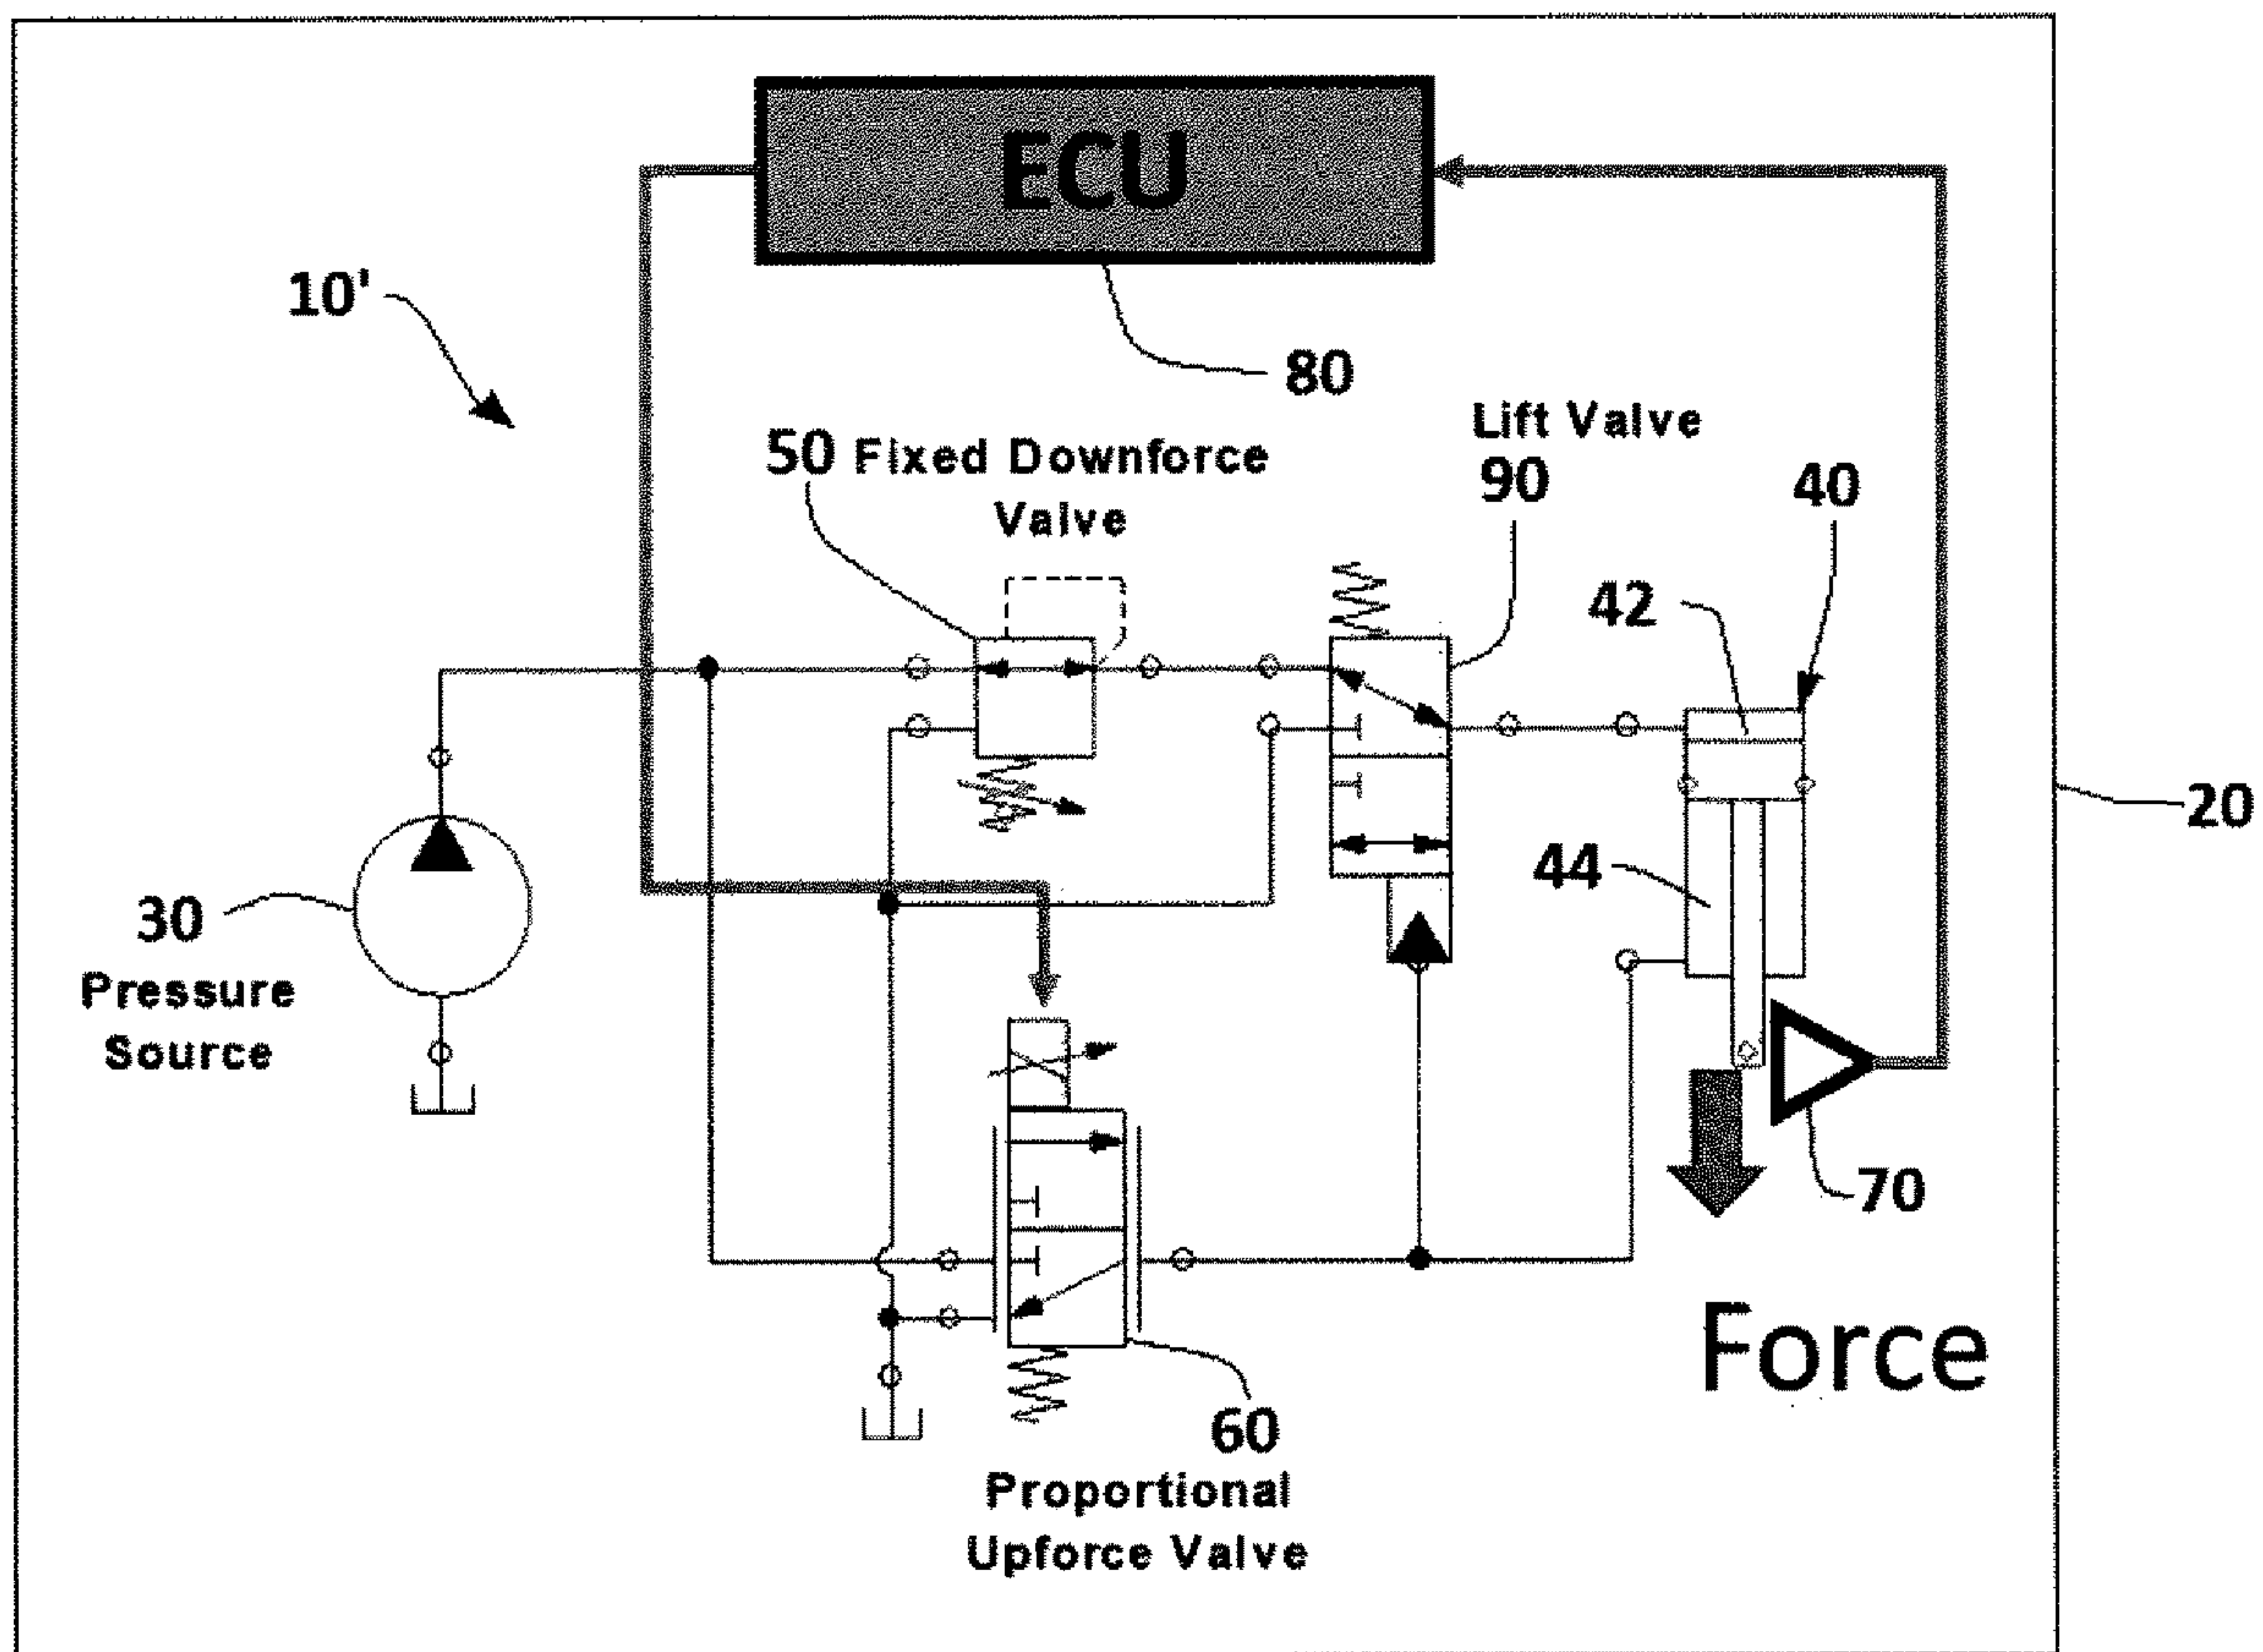 ECU
10'
80
Lift Valve
50 Fixed Downforce
Valve
90
40
42
20
44
30
Pressure
Source
70
Force
60
Proportional
Upforce Valve